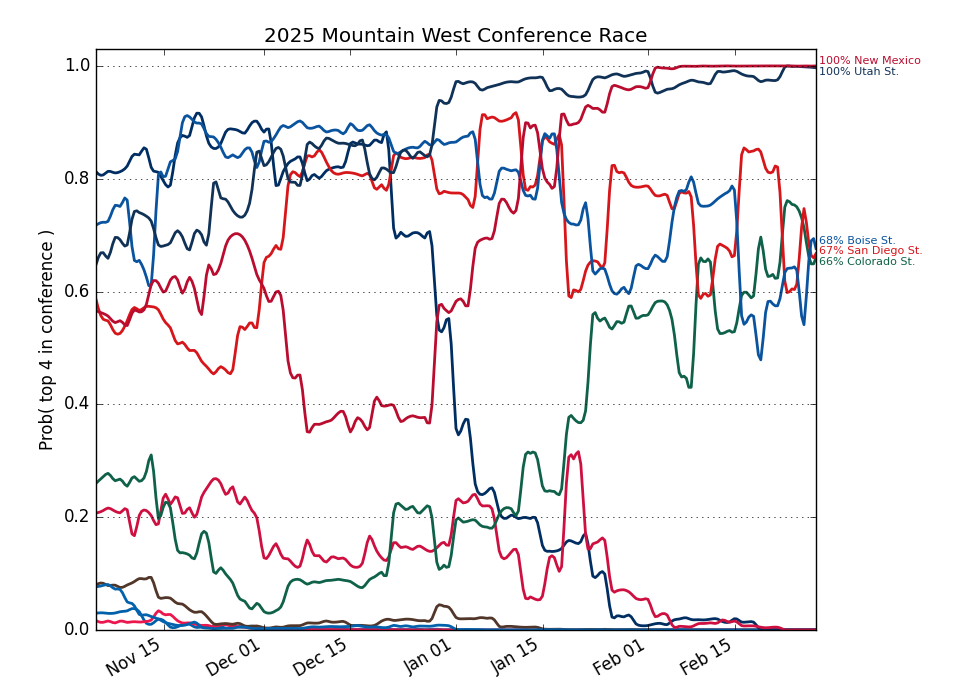 2025 Mountain West Conference Race
Prob( top 4 in conference )
1.0
0.8
0.6
0.4
0.2
0.0
Nov 15
Dec 01
Dec 15
Jan 01
Jan 15
Feb 01
Feb 15
100% New Mexico
100% Utah St.
68% Boise St.
67% San Diego St.
66% Colorado St.